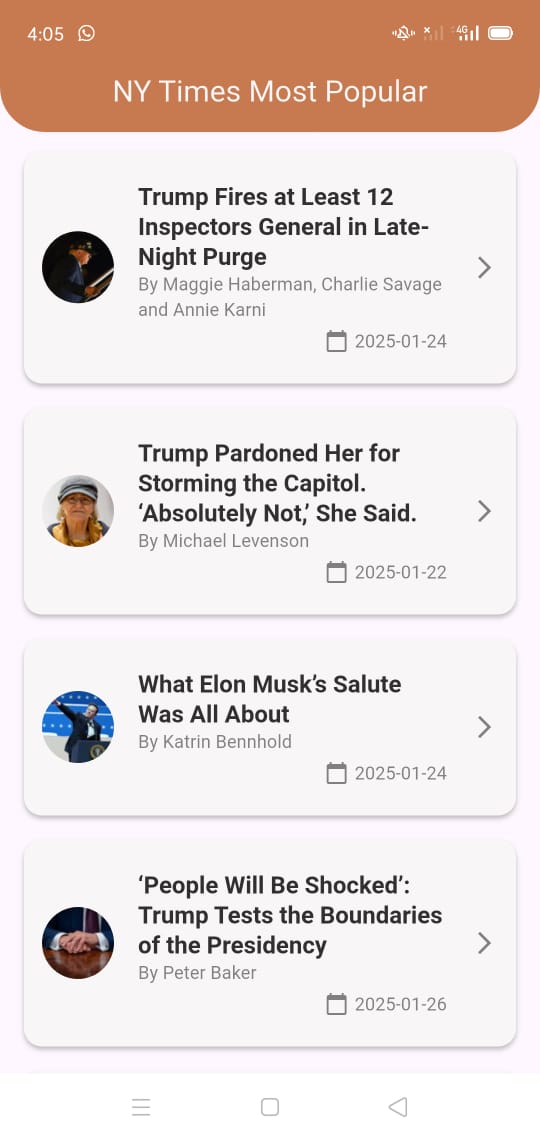 4:05
4G
NY Times Most Popular
Trump Fires at Least 12
Inspectors General in Late-
Night Purge
By Maggie Haberman, Charlie Savage
and Annie Karni
2025-01-24
Trump Pardoned Her for
Storming the Capitol.
‘Absolutely Not,’ She Said.
By Michael Levenson
2025-01-22
What Elon Musk’s Salute
Was All About
By Katrin Bennhold
2025-01-24
‘People Will Be Shocked’:
Trump Tests the Boundaries
of the Presidency
By Peter Baker
2025-01-26